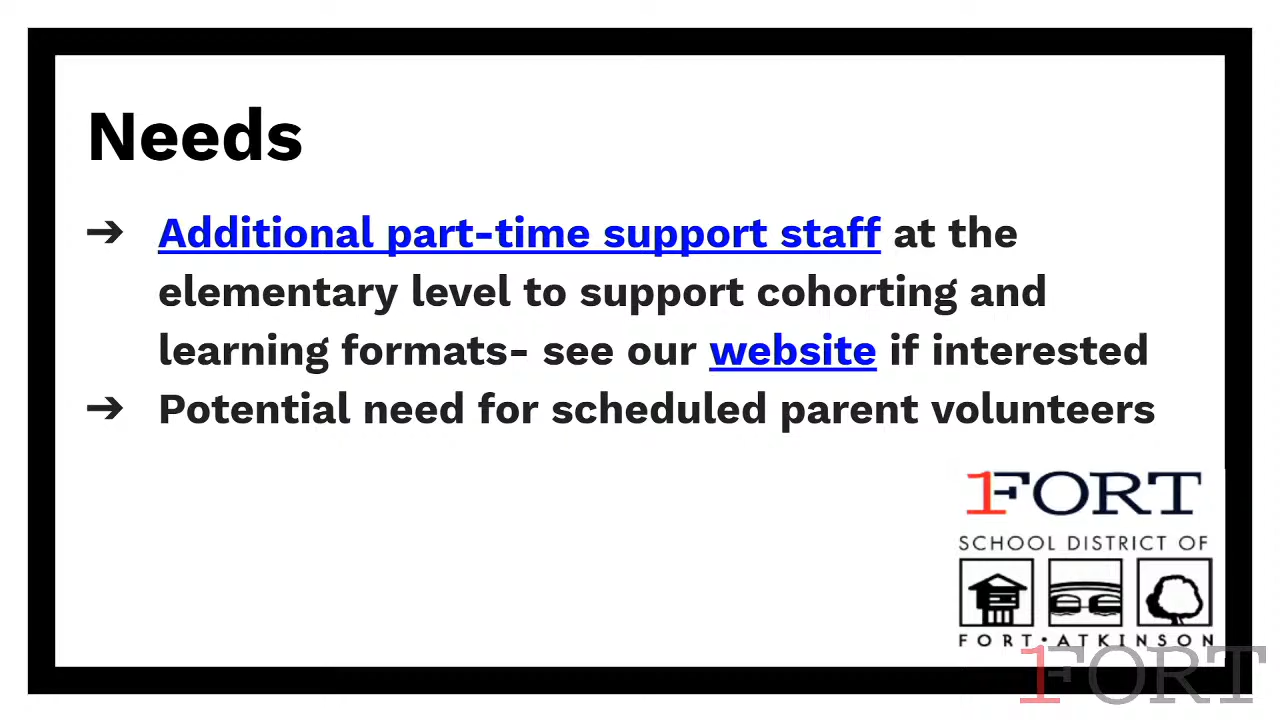 Needs
➔ Additional part-time support staff at the
elementary level to support cohorting and
learning formats- see our website if interested
➔ Potential need for scheduled parent volunteers
1FORT
SCHOOL DISTRICT OF
FORT•ATKINSON
1FORT